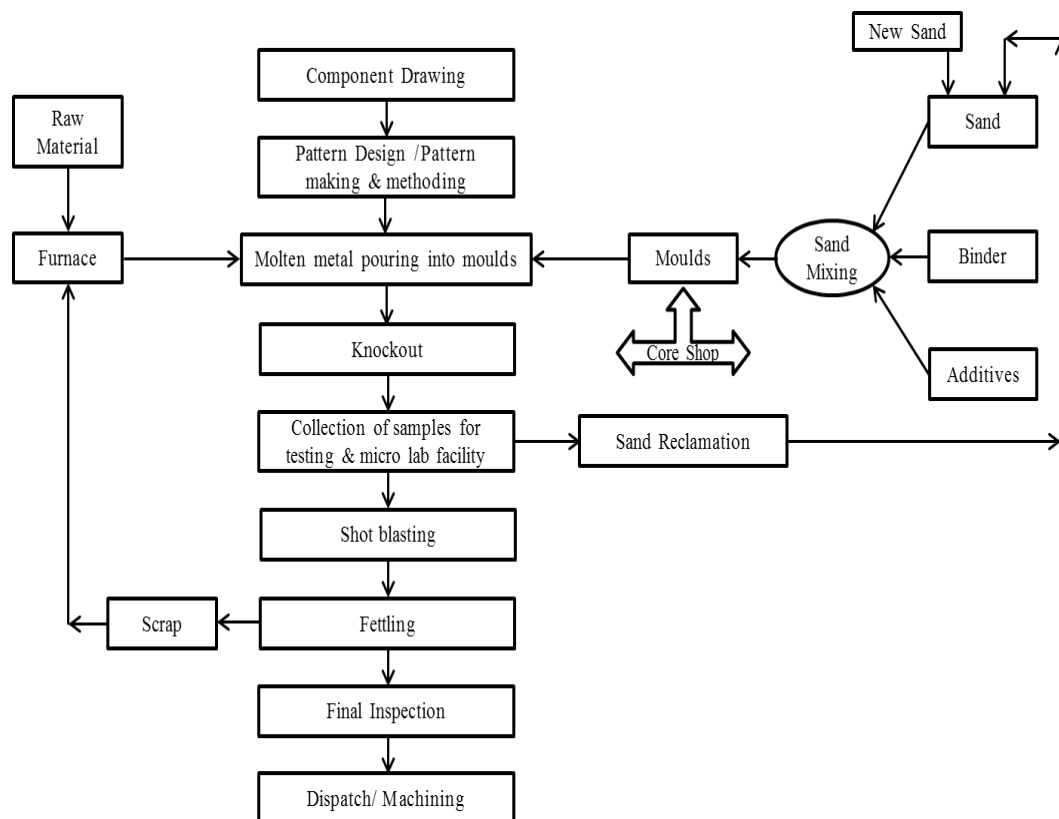 New Sand
Component Drawing
Raw
Material
Sand
Pattern Design /Pattern
making & methoding
Furnace
Molten metal pouring into moulds
Moulds
Sand
Mixing
Binder
Knockout
Core Shop
Additives
Collection of samples for
testing & micro lab facility
Sand Reclamation
Shot blasting
Scrap
Fettling
Final Inspection
Dispatch/ Machining